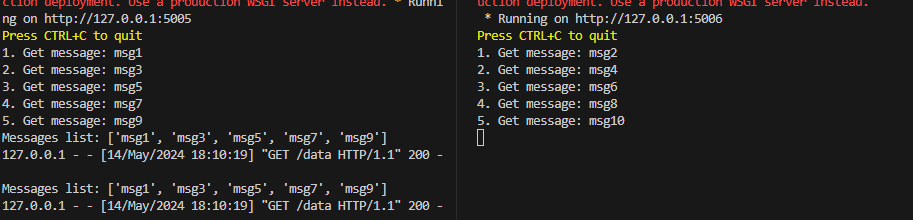 ction deployment. Use a production WSGI server instead. * Runni
ng on http://127.0.0.1:5005
Press CTRL+C to quit
1. Get message: msg1
2. Get message: msg3
3. Get message: msg5
4. Get message: msg7
5. Get message: msg9
Messages list: ['msg1', 'msg3', 'msg5', 'msg7', 'msg9']
127.0.0.1 - - [14/May/2024 18:10:19] "GET /data HTTP/1.1" 200 -
Messages list: ['msg1', 'msg3', 'msg5', 'msg7', 'msg9']
127.0.0.1 - - [14/May/2024 18:10:19] "GET /data HTTP/1.1" 200 -
uction deployment. Use a production WSGI server instead.
* Running on http://127.0.0.1:5006
Press CTRL+C to quit
1. Get message: msg2
2. Get message: msg4
3. Get message: msg6
4. Get message: msg8
5. Get message: msg10